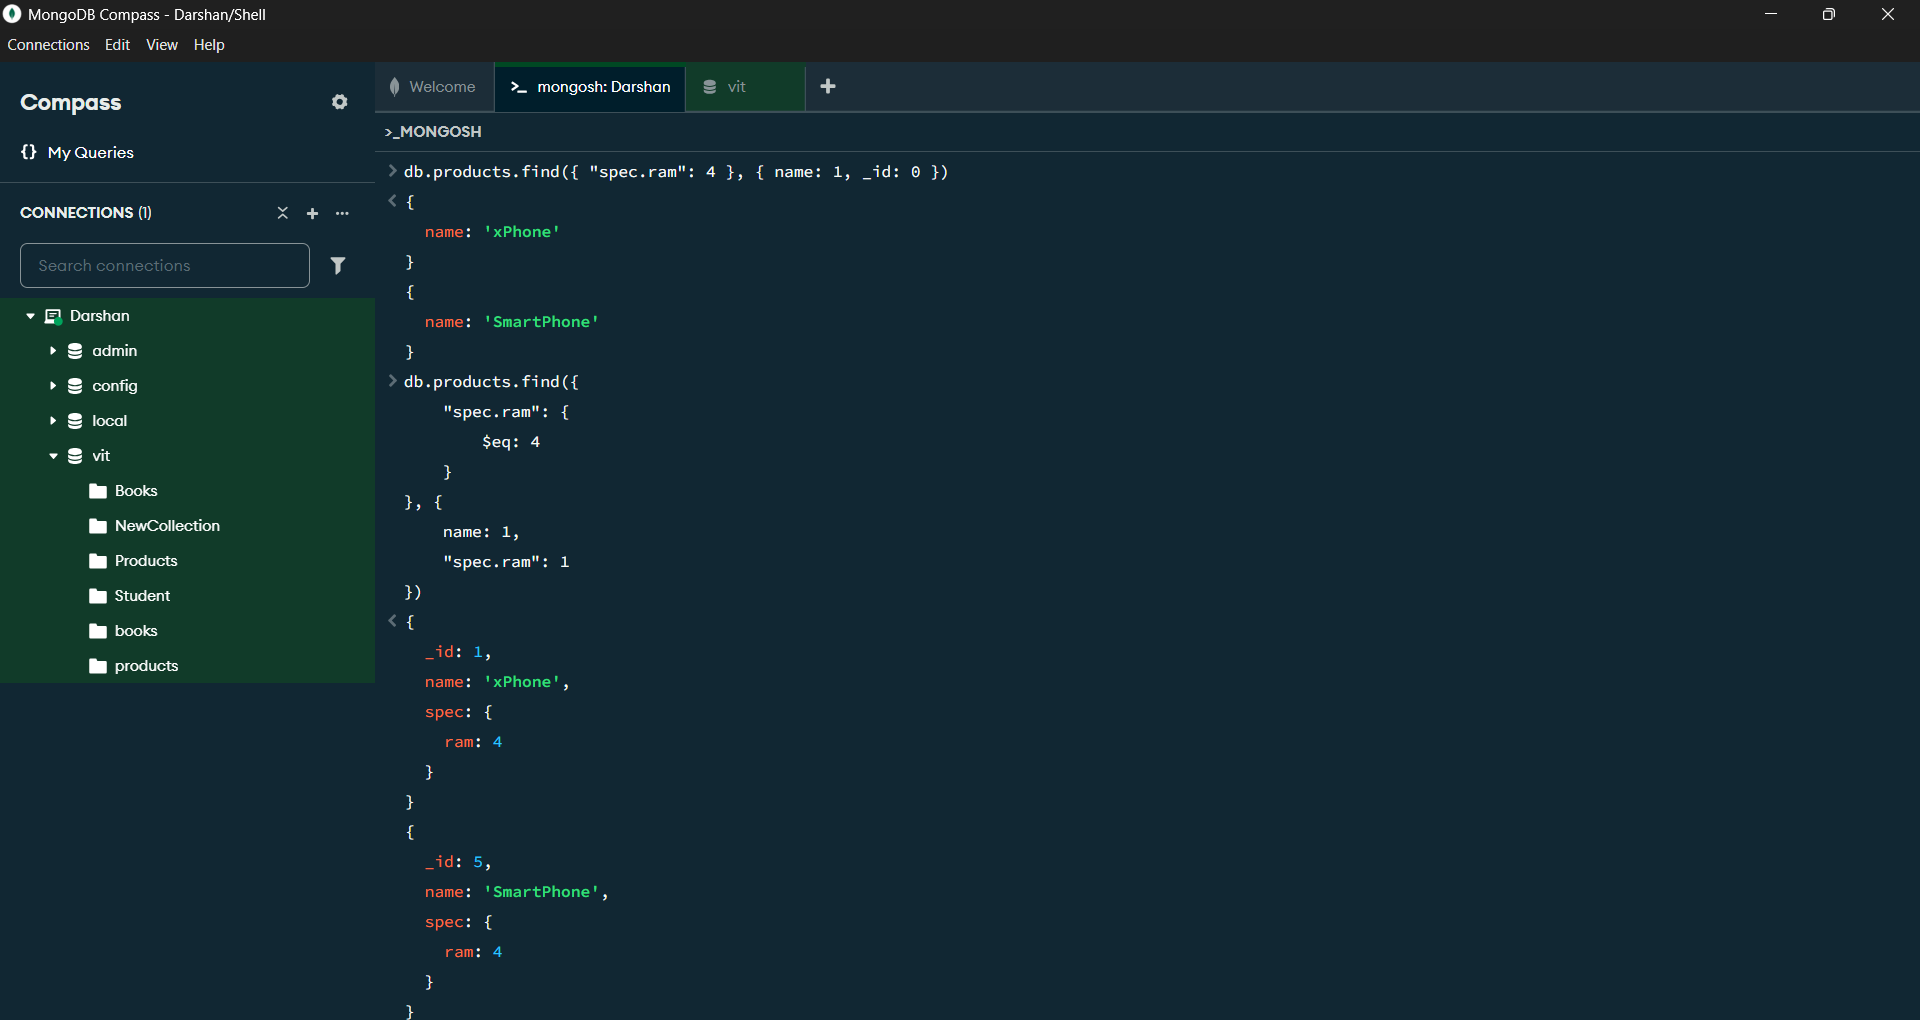 MongoDB Compass - Darshan/Shell
Connections Edit View Help
Compass
{} My Queries
CONNECTIONS (1)
Search connections
Darshan
admin
config
local
vit
Books
NewCollection
Products
Student
books
products
Welcome
>_ mongosh: Darshan
vit
+
>_MONGOSH
> db.products.find({ "spec.ram": 4 }, { name: 1, _id: 0 })
< {
name: 'xPhone'
}
{
name: 'SmartPhone'
}
> db.products.find({
"spec.ram": {
$eq: 4
}
}, {
name: 1,
"spec.ram": 1
})
< {
_id: 1,
name: 'xPhone',
spec: {
ram: 4
}
}
{
_id: 5,
name: 'SmartPhone',
spec: {
ram: 4
}
}